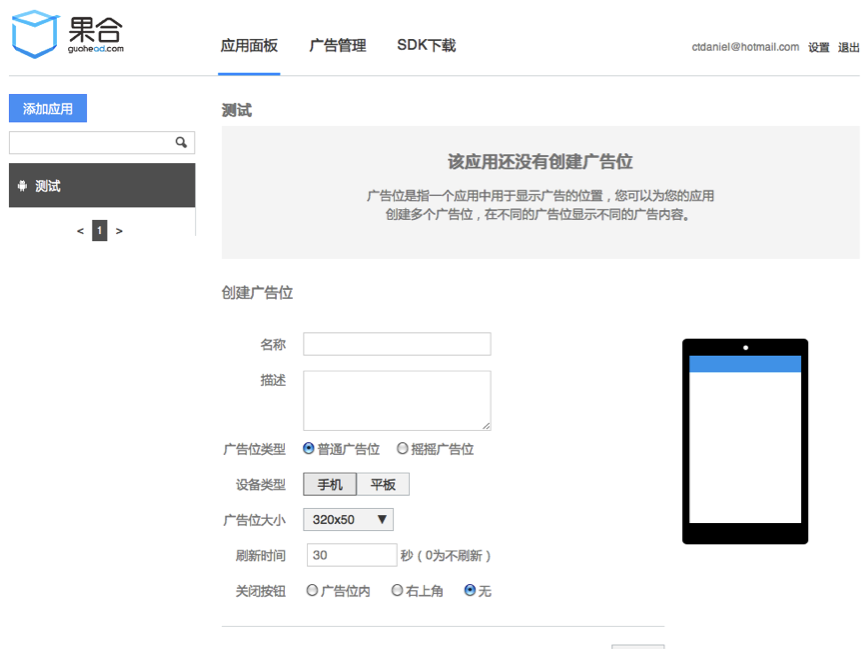 果合
guohead.com
应用面板 广告管理 SDK下载
ctdaniel@hotmail.com 设置 退出
添加应用
测试
< 1 >
测试
该应用还没有创建广告位
广告位是指一个应用中用于显示广告的位置，您可以为您的应用
创建多个广告位，在不同的广告位显示不同的广告内容。
创建广告位
名称
描述
广告位类型 普通广告位 摇摇广告位
设备类型 手机 平板
广告位大小 320x50 ▼
刷新时间 30 秒（0为不刷新）
关闭按钮 广告位内 右上角 无